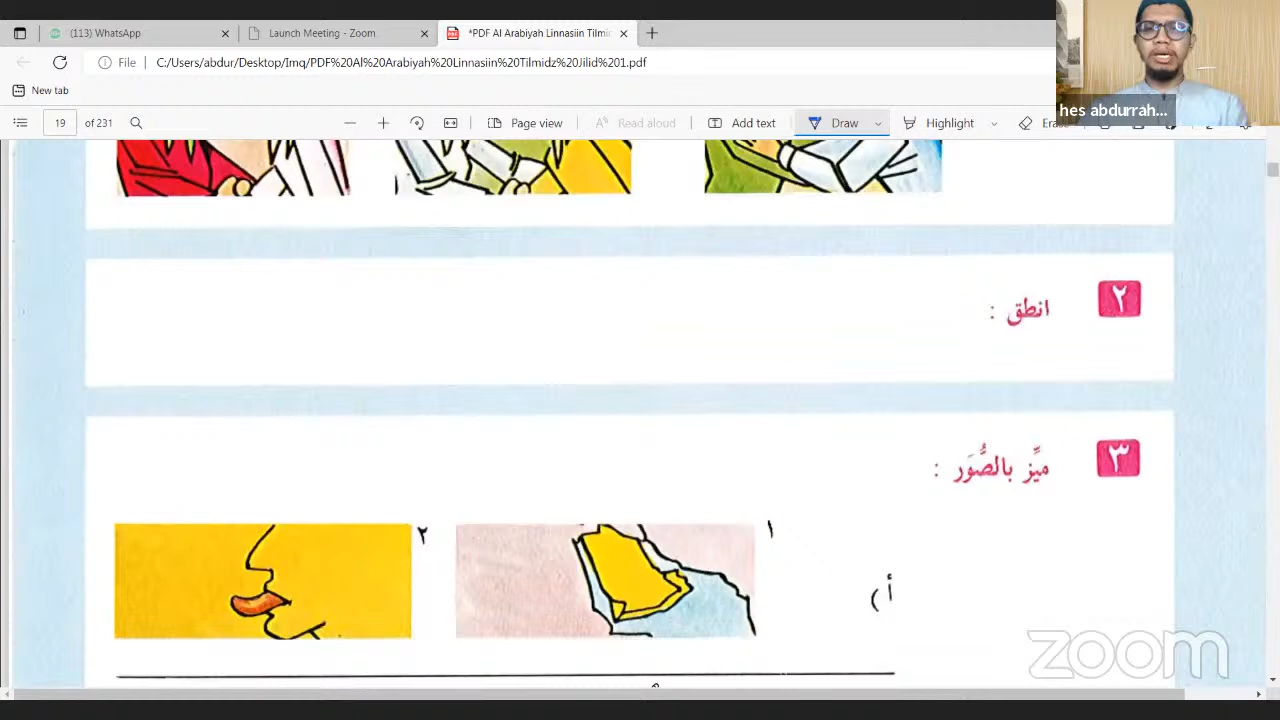 (113) WhatsApp
Launch Meeting - Zoom
*PDF Al Arabiyah Linnasiin Tilmi
File
C:/Users/abdur/Desktop/Imq/PDF%20Al%20Arabiyah%20Linnasiin%20Tilmidz%20Jilid%201.pdf
New tab
19 of 231
Page view
Read aloud
Add text
Draw
Highlight
hes abdurrah...
٢ انطق :
٣ ميِّز بالصُّوَر :
أ )
١
٢
zoom